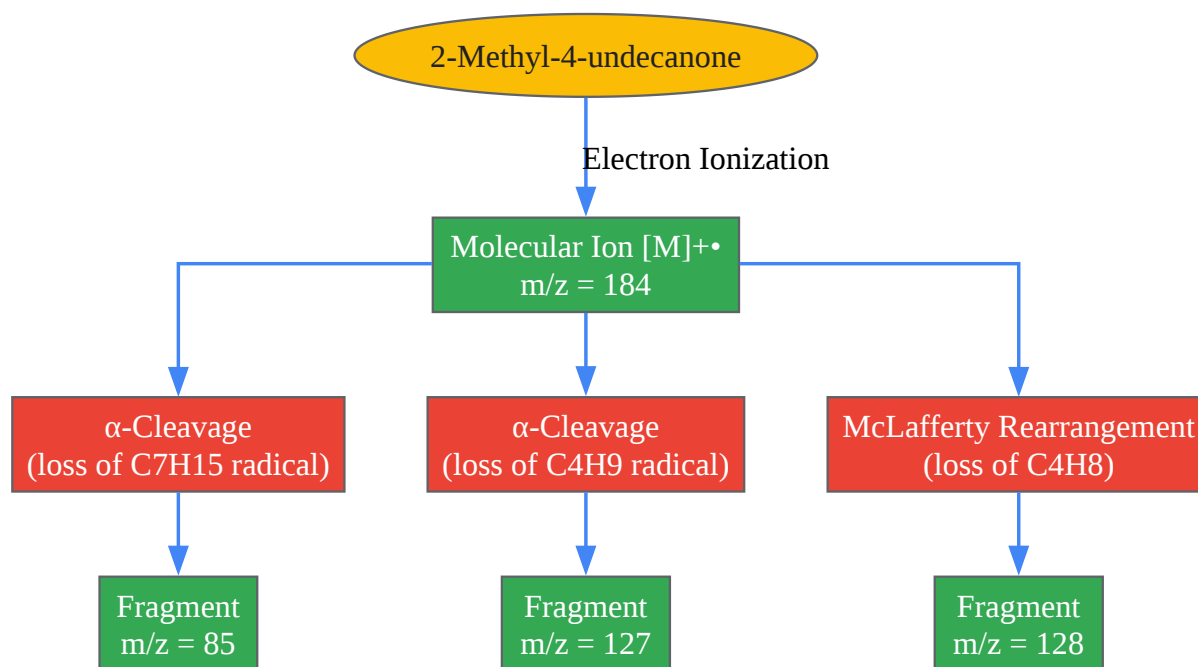 2-Methyl-4-undecanone
Electron Ionization
Molecular Ion [M]+•
m/z = 184
α-Cleavage
(loss of C7H15 radical)
α-Cleavage
(loss of C4H9 radical)
McLafferty Rearrangement
(loss of C4H8)
Fragment
m/z = 85
Fragment
m/z = 127
Fragment
m/z = 128